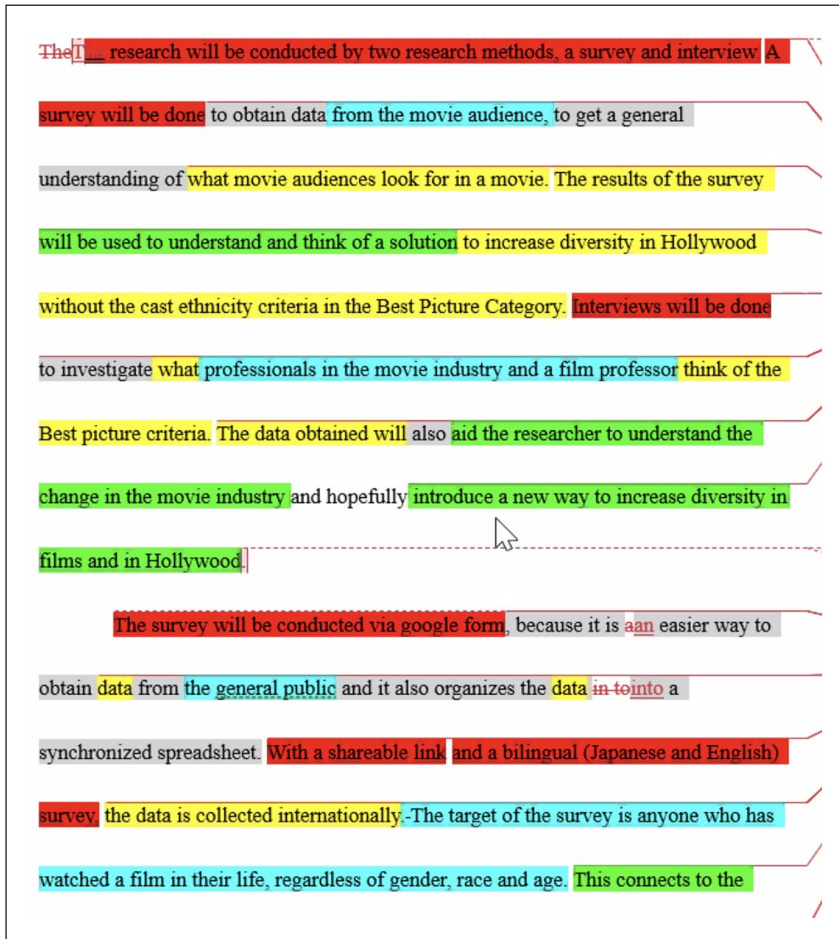 TheT... research will be conducted by two research methods, a survey and interview. A
survey will be done to obtain data from the movie audience, to get a general
understanding of what movie audiences look for in a movie. The results of the survey
will be used to understand and think of a solution to increase diversity in Hollywood
without the cast ethnicity criteria in the Best Picture Category. Interviews will be done
to investigate what professionals in the movie industry and a film professor think of the
Best picture criteria. The data obtained will also aid the researcher to understand the
change in the movie industry and hopefully introduce a new way to increase diversity in
films and in Hollywood.
The survey will be conducted via google form, because it is aan easier way to
obtain data from the general public and it also organizes the data in tointo a
synchronized spreadsheet. With a shareable link and a bilingual (Japanese and English)
survey, the data is collected internationally.-The target of the survey is anyone who has
watched a film in their life, regardless of gender, race and age. This connects to the